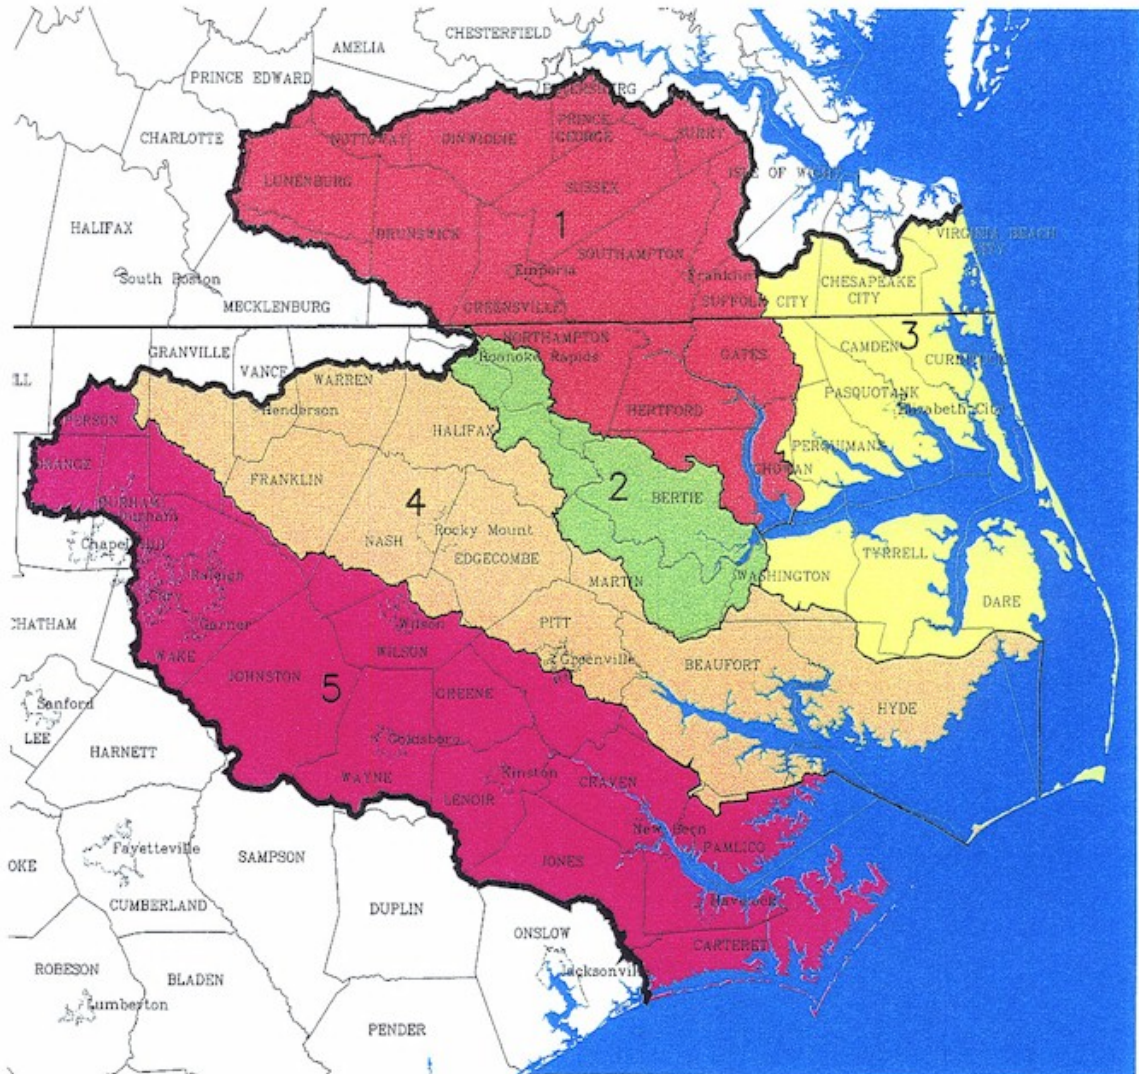 CHESTERFIELD
AMELIA
PRINCE EDWARD
CHARLOTTE
NOTTOWAY
DINWIDDIE
PRINCE
GEORGE
SURRY
LUNENBURG
SUSSEX
ISLE OF WIGHT
HALIFAX
BRUNSWICK
1
SOUTHAMPTON
VIRGINIA BEACH
CITY
South Boston
Emporia
Franklin
CHESAPEAKE
CITY
MECKLENBURG
GREENSVILLE
SUFFOLK CITY
NORTHAMPTON
3
GRANVILLE
Roanoke Rapids
GATES
CAMDEN
CURRITUCK
VANCE
WARREN
PASQUOTANK
Elizabeth City
Henderson
HERTFORD
PERSON
HALIFAX
PERQUIMANS
ORANGE
FRANKLIN
CHOWAN
2
BERTIE
4
DURHAM
Durham
Rocky Mount
NASH
Chapel Hill
EDGECOMBE
TYRRELL
Raleigh
MARTIN
WASHINGTON
Cary
DARE
CHATHAM
Garner
Wilson
PITT
WAKE
WILSON
Greenville
BEAUFORT
JOHNSTON
5
GREENE
HYDE
Sanford
LEE
Goldsboro
HARNETT
WAYNE
Kinston
CRAVEN
LENOIR
New Bern
PAMLICO
Fayetteville
SAMPSON
JONES
OKE
Havelock
CUMBERLAND
DUPLIN
ONSLOW
CARTERET
ROBESON
BLADEN
Jacksonville
Lumberton
PENDER